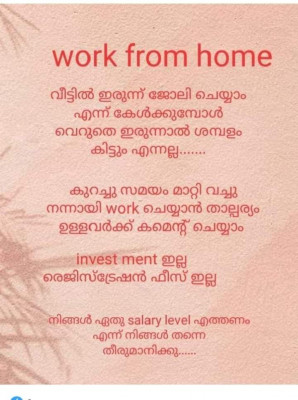 work from home
വീട്ടിൽ ഇരുന്ന് ജോലി ചെയ്യാം
എന്ന് കേൾക്കുമ്പോൾ
വെറുതെ ഇരുന്നാൽ ശമ്പളം
കിട്ടും എന്നല്ല.......
കുറച്ചു സമയം മാറ്റി വച്ചു
നന്നായി work ചെയ്യാൻ താല്പര്യം
ഉള്ളവർക്ക് കമന്റ് ചെയ്യാം
invest ment ഇല്ല
രെജിസ്ട്രേഷൻ ഫീസ് ഇല്ല
നിങ്ങൾ ഏതു salary level എത്തണം
എന്ന് നിങ്ങൾ തന്നെ
തീരുമാനിക്കു......